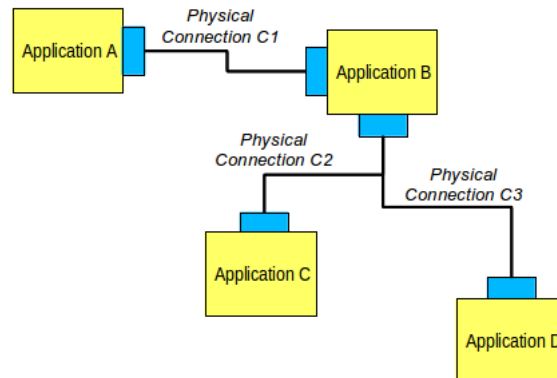 Physical
Connection C1
Application A
Application B
Physical
Connection C2
Physical
Connection C3
Application C
Application D